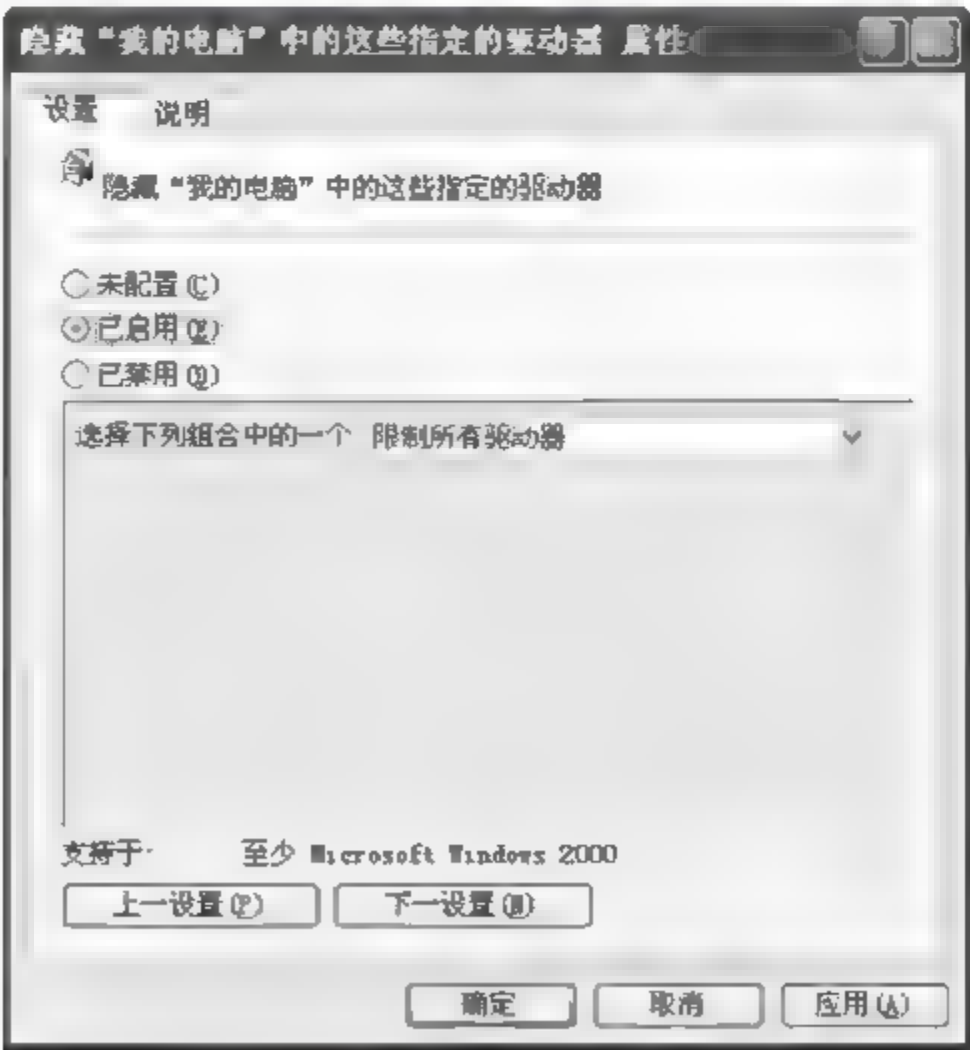 隐藏“我的电脑”中的这些指定的驱动器 属性
设置 说明
隐藏“我的电脑”中的这些指定的驱动器
未配置(C)
已启用(E)
已禁用(D)
选择下列组合中的一个 限制所有驱动器
支持于: 至少 Microsoft Windows 2000
上一设置(P) 下一设置(N)
确定 取消 应用(A)